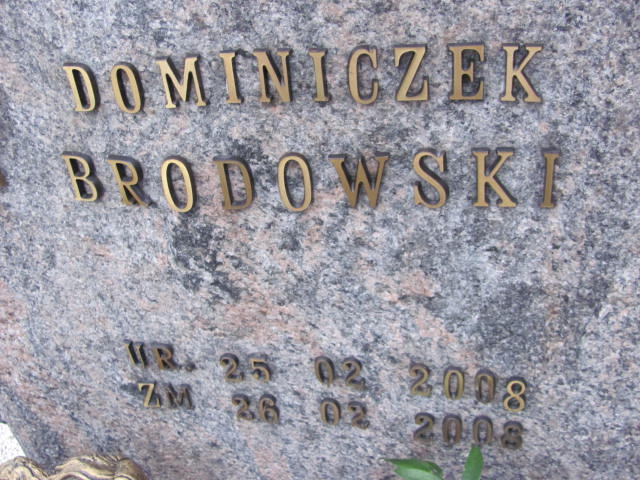 DOMINICZEK
BRODOWSKI
UR. 25 02 2008
ZM 26 02 2008